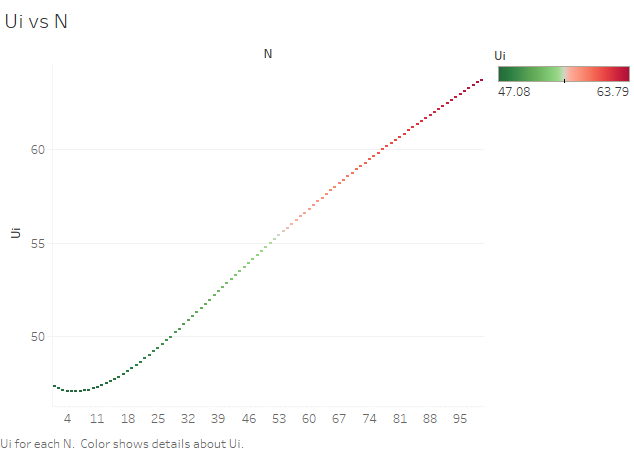 Ui vs N
N
Ui
47.08 63.79
60
55
50
Ui
4 11 18 25 32 39 46 53 60 67 74 81 88 95
Ui for each N. Color shows details about Ui.